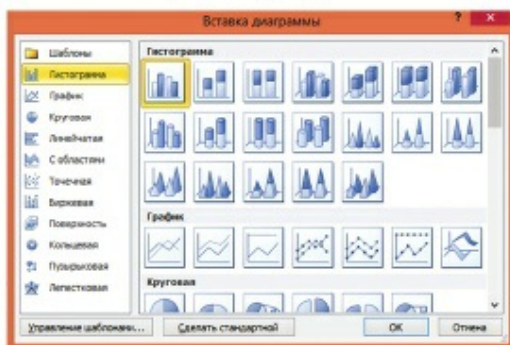 Вставка диаграммы
?
Шаблоны
Гистограмма
График
Круговая
Линейчатая
С областями
Точечная
Биржевая
Поверхность
Кольцевая
Пузырьковая
Лепестковая
Гистограмма
График
Круговая
Управление шаблонами...
Сделать стандартной
ОК
Отмена